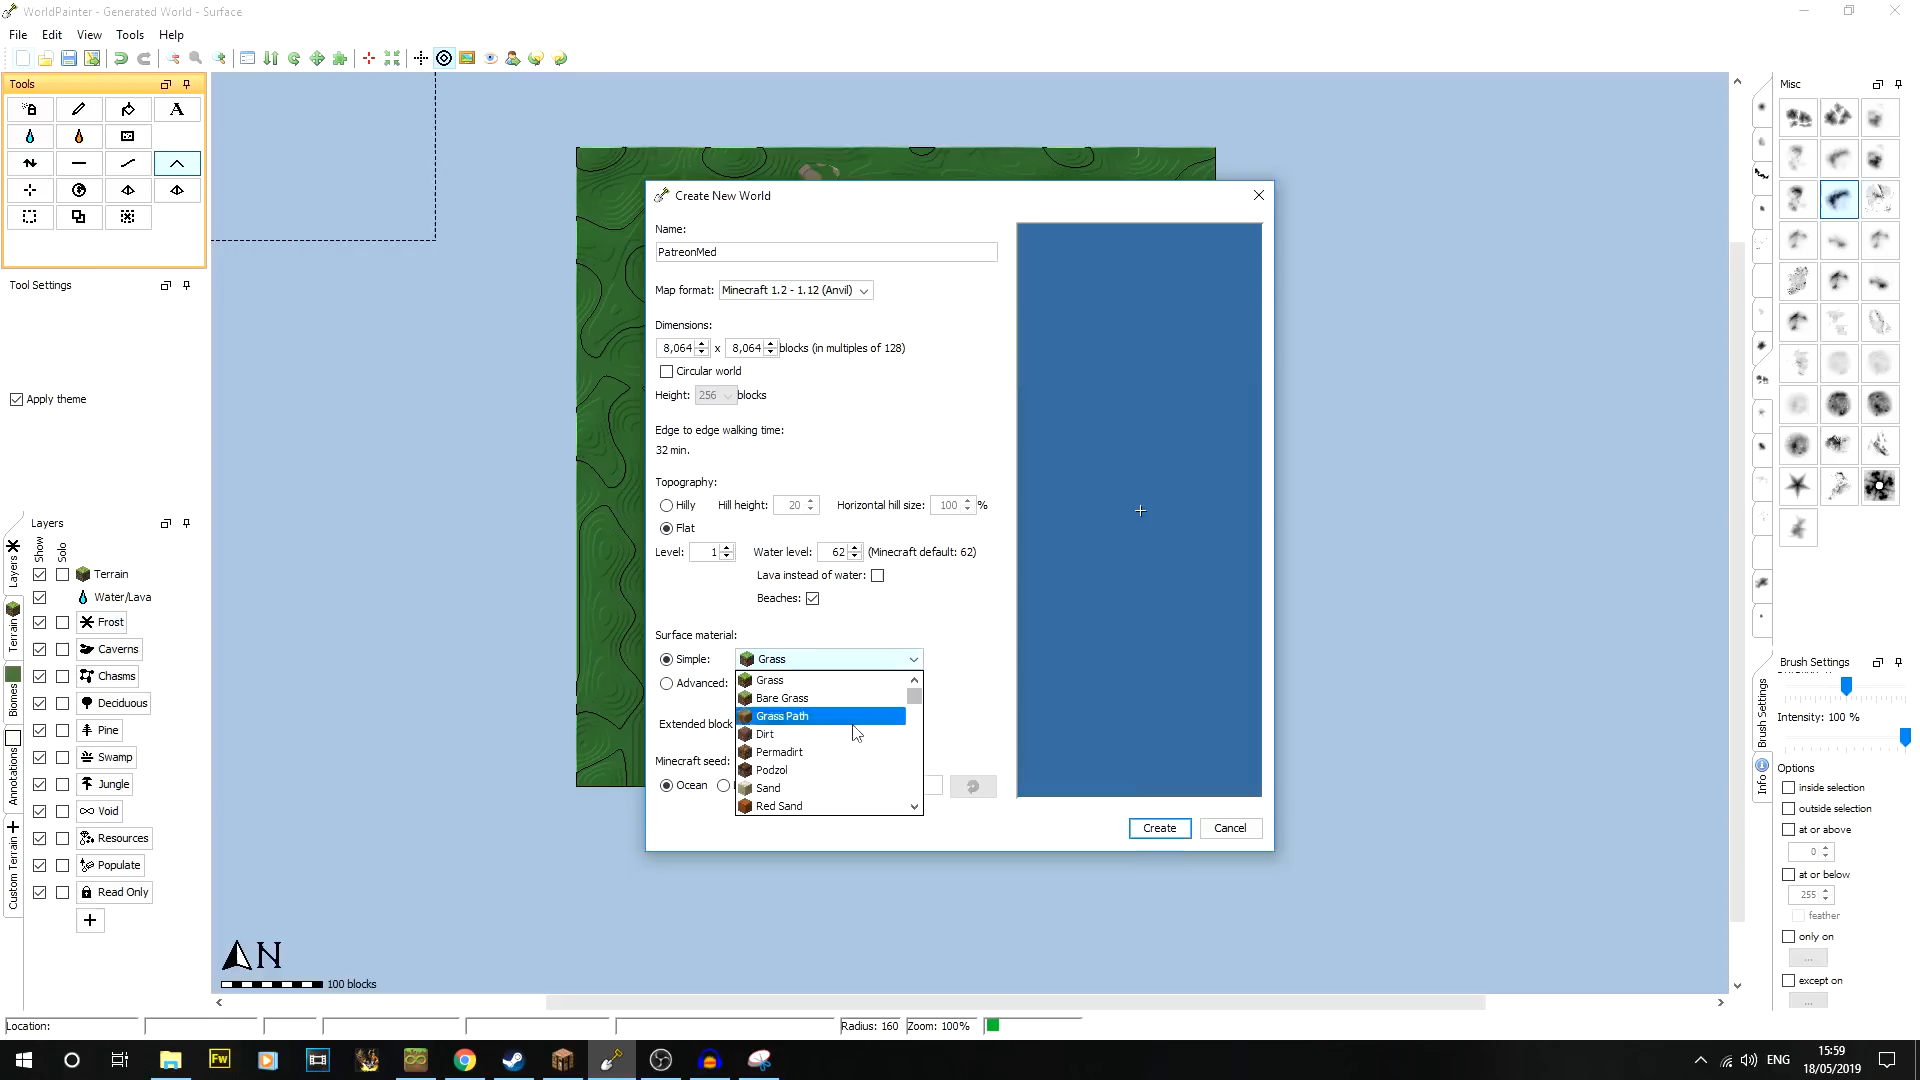 WorldPainter - Generated World - Surface
File Edit View Tools Help
Tools
A
Tool Settings
Apply theme
Layers
Show
Solo
Terrain
Water/Lava
Frost
Caverns
Chasms
Deciduous
Pine
Swamp
Jungle
Void
Resources
Populate
Read Only
Layers
Terrain
Biomes
Annotations
Custom Terrain
N
100 blocks
Create New World
Name:
PatreonMed
Map format: Minecraft 1.2 - 1.12 (Anvil)
Dimensions:
8,064 x 8,064 blocks (in multiples of 128)
Circular world
Height: 256 blocks
Edge to edge walking time:
32 min.
Topography:
Hilly Hill height: 20 Horizontal hill size: 100 %
Flat
Level: 1 Water level: 62 (Minecraft default: 62)
Lava instead of water:
Beaches:
Surface material:
Simple: Grass
Advanced:
Grass
Bare Grass
Grass Path
Dirt
Permadirt
Podzol
Sand
Red Sand
Extended block
Minecraft seed:
Ocean
Create Cancel
Misc
Brush Settings
Intensity: 100 %
Options
inside selection
outside selection
at or above
0
at or below
255
feather
only on
...
except on
...
Brush Settings
Info
Location:
Radius: 160 Zoom: 100%
Fw
ENG
15:59
18/05/2019